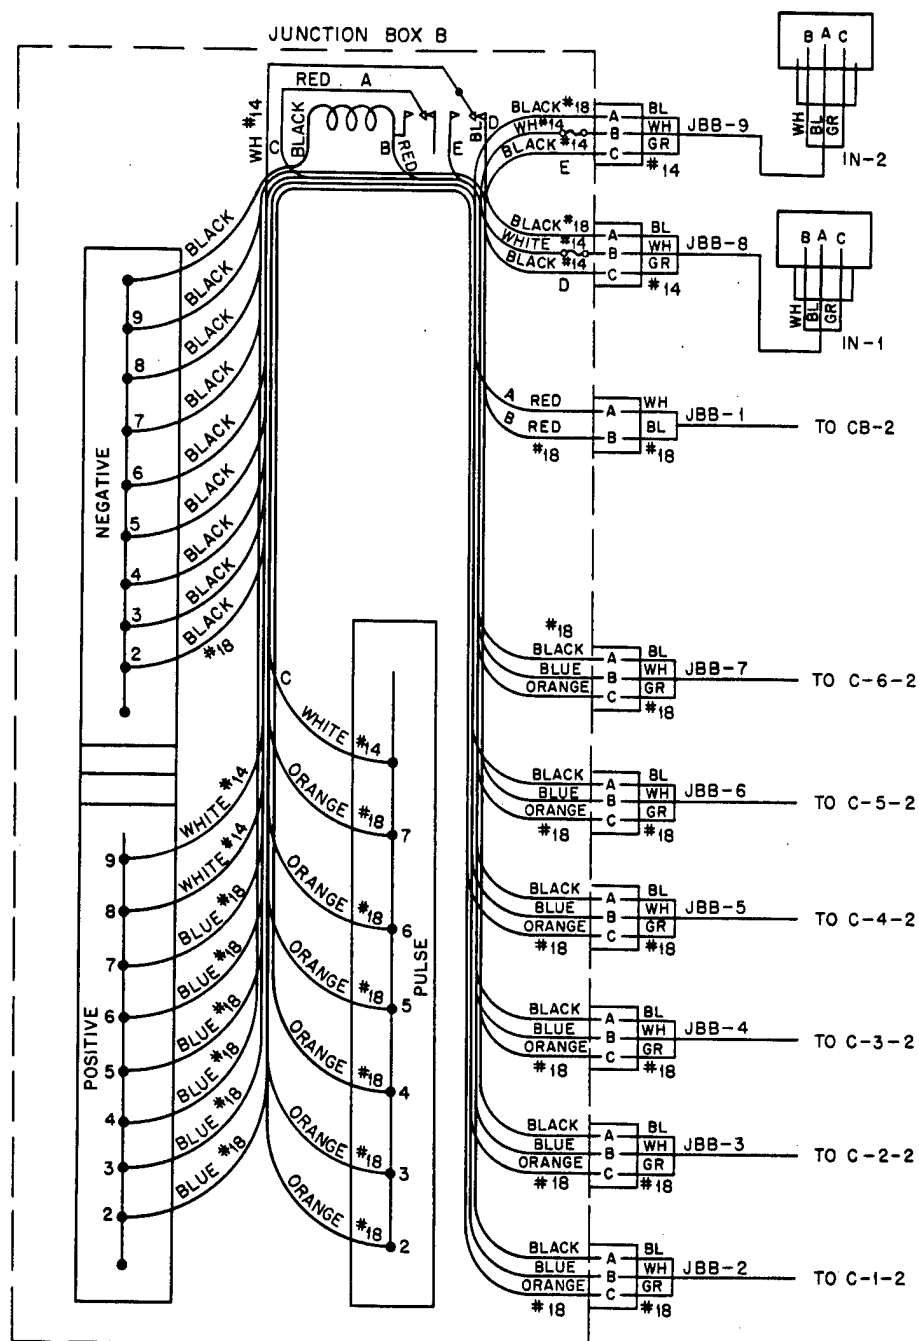 JUNCTION BOX B
B A C
WH
BL
GR
IN-2
WH #14
RED A
BLACK
C
B
RED
E
BL
D
BLACK #18
WH #14
BLACK #14
E
A
B
C
BL
WH
GR
#14
JBB-9
BLACK #18
WHITE #14
BLACK #14
D
A
B
C
BL
WH
GR
#14
JBB-8
B A C
WH
BL
GR
IN-1
A RED
B RED
#18
A
B
WH
BL
#18
JBB-1
TO CB-2
NEGATIVE
BLACK
9 BLACK
8 BLACK
7 BLACK
6 BLACK
5 BLACK
4 BLACK
3 BLACK
2 BLACK
#18
POSITIVE
9 WHITE #14
8 WHITE #14
7 BLUE #18
6 BLUE #18
5 BLUE #18
4 BLUE #18
3 BLUE #18
2 BLUE #18
PULSE
C
WHITE #14
ORANGE #18 7
ORANGE #18 6
ORANGE #18 5
ORANGE #18 4
ORANGE #18 3
ORANGE #18 2
#18
BLACK A BL
BLUE B WH JBB-7
ORANGE C GR
#18
TO C-6-2
BLACK A BL
BLUE B WH JBB-6
ORANGE C GR
#18 #18
TO C-5-2
BLACK A BL
BLUE B WH JBB-5
ORANGE C GR
#18 #18
TO C-4-2
BLACK A BL
BLUE B WH JBB-4
ORANGE C GR
#18 #18
TO C-3-2
BLACK A BL
BLUE B WH JBB-3
ORANGE C GR
#18 #18
TO C-2-2
BLACK A BL
BLUE B WH JBB-2
ORANGE C GR
#18 #18
TO C-1-2